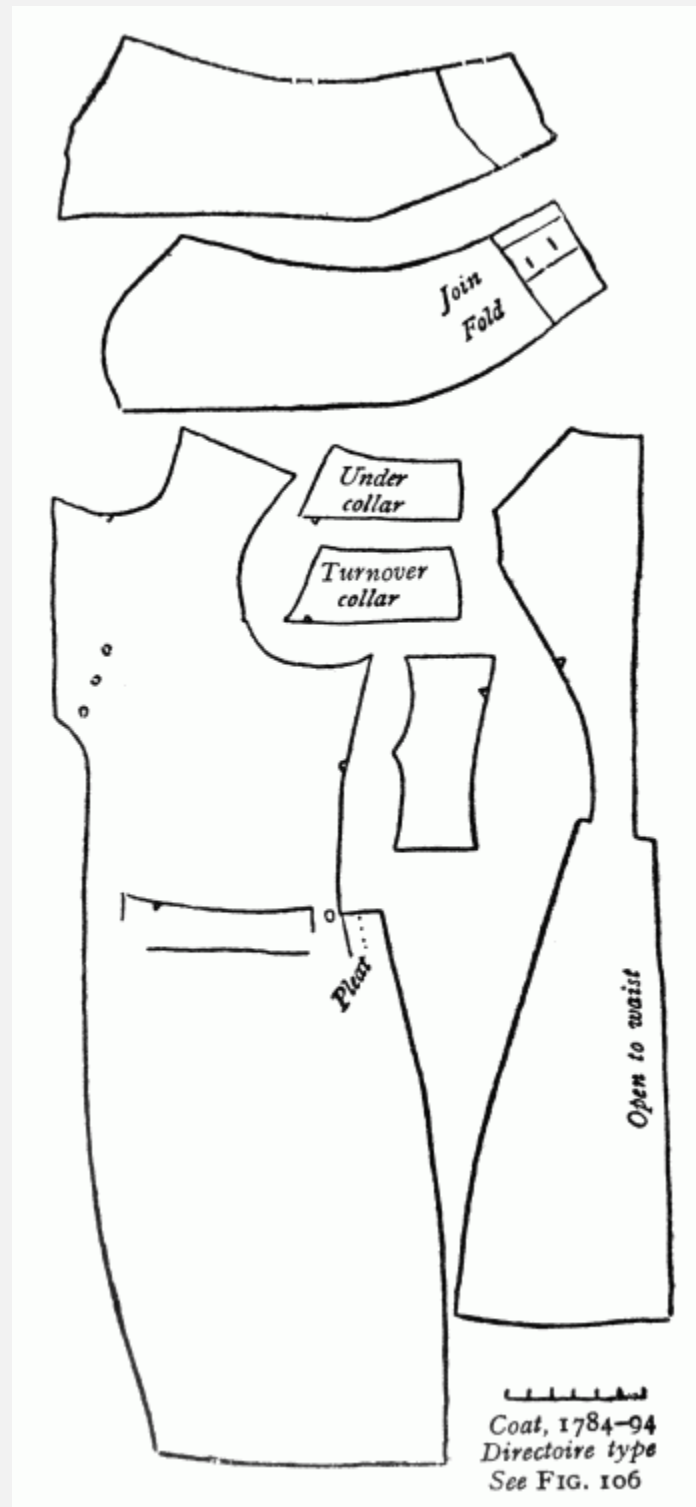 Join
Fold
Under
collar
Turnover
collar
Pleat
Open to waist
Coat, 1784–94
Directoire type
See FIG. 106